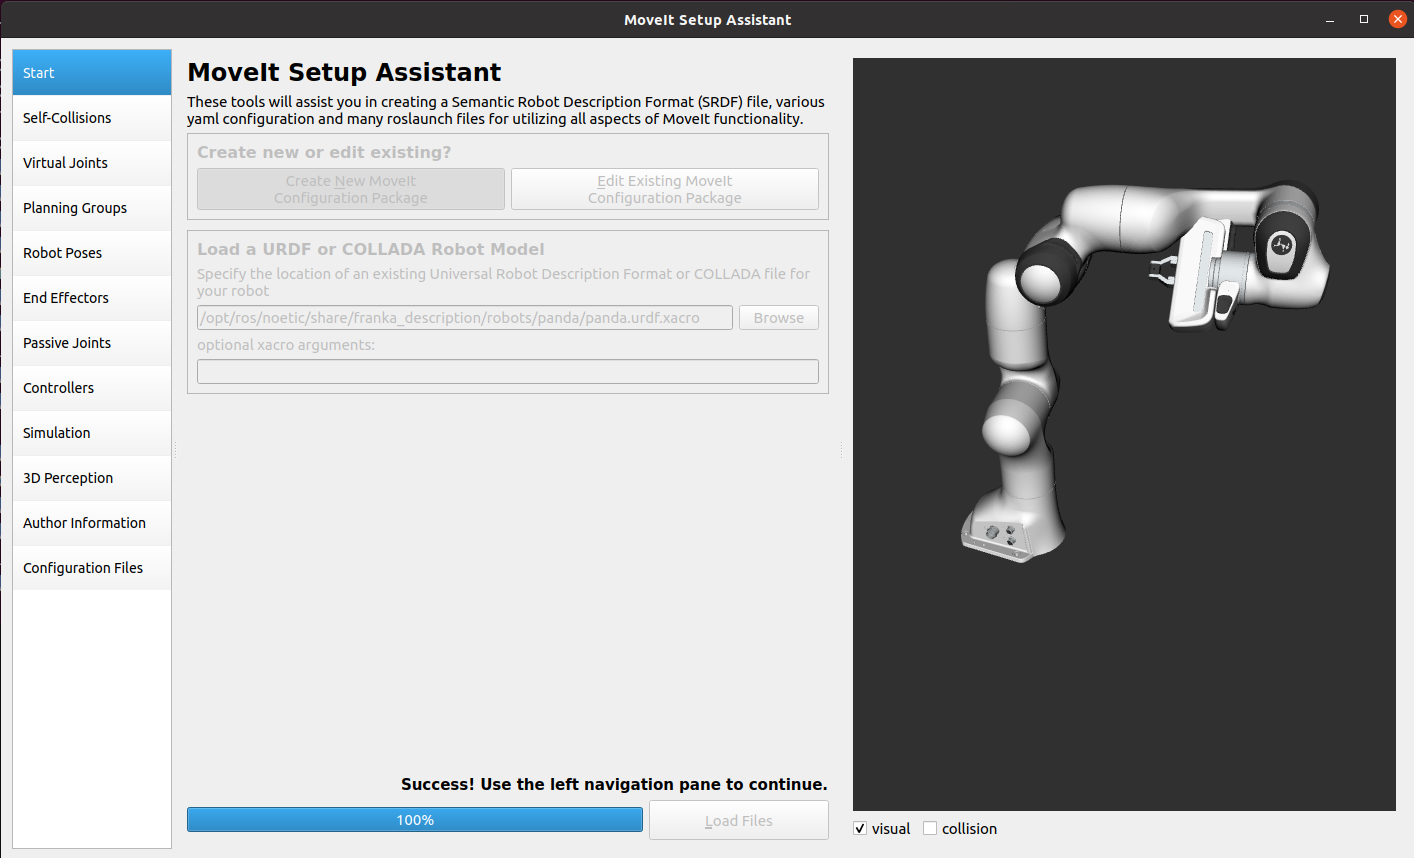 MoveIt Setup Assistant
Start
Self-Collisions
Virtual Joints
Planning Groups
Robot Poses
End Effectors
Passive Joints
Controllers
Simulation
3D Perception
Author Information
Configuration Files
MoveIt Setup Assistant
These tools will assist you in creating a Semantic Robot Description Format (SRDF) file, various
yaml configuration and many roslaunch files for utilizing all aspects of MoveIt functionality.
Create new or edit existing?
Create New MoveIt
Configuration Package
Edit Existing MoveIt
Configuration Package
Load a URDF or COLLADA Robot Model
Specify the location of an existing Universal Robot Description Format or COLLADA file for
your robot
/opt/ros/noetic/share/franka_description/robots/panda/panda.urdf.xacro
Browse
optional xacro arguments:
Success! Use the left navigation pane to continue.
100%
Load Files
visual
collision